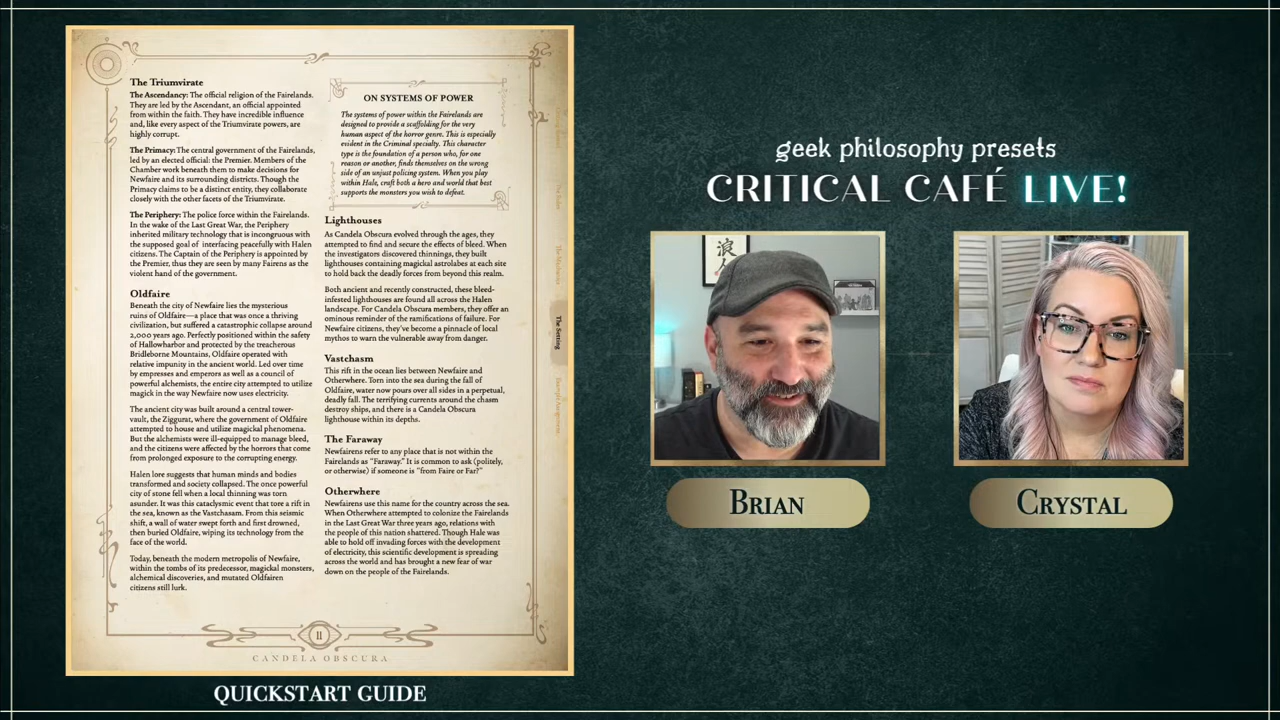 The Triumvirate
The Ascendancy: The official religion of the Fairelands.
They are led by the Ascendant, an official appointed
from within the faith. They have incredible influence
and, like every aspect of the Triumvirate powers, are
highly corrupt.
The Primacy: The central government of the Fairelands,
led by an elected official: the Premier. Members of the
Chamber work beneath them to make decisions for
Newfaire and its surrounding districts. Though the
Primacy claims to be a distinct entity, they collaborate
closely with the other facets of the Triumvirate.
The Periphery: The police force within the Fairelands.
In the wake of the Last Great War, the Periphery
inherited military technology that is incongruous with
the supposed goal of interfacing peacefully with Halen
citizens. The Captain of the Periphery is appointed by
the Premier, thus they are seen by many Fairens as the
violent hand of the government.
Oldfaire
Beneath the city of Newfaire lies the mysterious
ruins of Oldfaire—a place that was once a thriving
civilization, but suffered a catastrophic collapse around
2,000 years ago. Perfectly positioned within the safety
of Hallowharbor and protected by the treacherous
Bridleborne Mountains, Oldfaire operated with
relative impunity in the ancient world. Led over time
by empresses and emperors as well as a council of
powerful alchemists, the entire city attempted to utilize
magick in the way Newfaire now uses electricity.
The ancient city was built around a central tower-
vault, the Ziggurat, where the government of Oldfaire
attempted to house and utilize magickal phenomena.
But the alchemists were ill-equipped to manage bleed,
and the citizens were affected by the horrors that come
from prolonged exposure to the corrupting energy.
Halen lore suggests that human minds and bodies
transformed and society collapsed. The once powerful
city of stone fell when a local thinning was torn
asunder. It was this cataclysmic event that tore a rift in
the sea, known as the Vastchasm. From this seismic
shift, a wall of water swept forth and first drowned,
then buried Oldfaire, wiping its technology from the
face of the world.
Today, beneath the modern metropolis of Newfaire,
within the tombs of its predecessor, magickal monsters,
alchemical discoveries, and mutated Oldfairen
citizens still lurk.
ON SYSTEMS OF POWER
The systems of power within the Fairelands are
designed to provide a scaffolding for the very
human aspect of the horror genre. This is especially
evident in the Criminal specialty. This character
type is the foundation of a person who, for one
reason or another, finds themselves on the wrong
side of an unjust policing system. When you play
within Hale, craft both a hero and world that best
supports the monsters you wish to defeat.
Lighthouses
As Candela Obscura evolved through the ages, they
attempted to find and secure the effects of bleed. When
the investigators discovered thinnings, they built
lighthouses containing magickal astrolabes at each site
to hold back the deadly forces from beyond this realm.
Both ancient and recently constructed, these bleed-
infested lighthouses are found all across the Halen
landscape. For Candela Obscura members, they offer an
ominous reminder of the ramifications of failure. For
Newfaire citizens, they've become a pinnacle of local
mythos to warn the vulnerable away from danger.
Vastchasm
This rift in the ocean lies between Newfaire and
Otherwhere. Torn into the sea during the fall of
Oldfaire, water now pours over all sides in a perpetual,
deadly fall. The terrifying currents around the chasm
destroy ships, and there is a Candela Obscura
lighthouse within its depths.
The Faraway
Newfairens refer to any place that is not within the
Fairelands as "Faraway." It is common to ask (politely,
or otherwise) if someone is "from Faire or Far?"
Otherwhere
Newfairens use this name for the country across the sea.
When Otherwhere attempted to colonize the Fairelands
in the Last Great War three years ago, relations with
the people of this nation shattered. Though Hale was
able to hold off invading forces with the development
of electricity, this scientific development is spreading
across the world and has brought a new fear of war
down on the people of the Fairelands.
The Setting
11
CANDELA OBSCURA
QUICKSTART GUIDE
geek philosophy presets
CRITICAL CAFÉ LIVE!
浪人
BRIAN
CRYSTAL